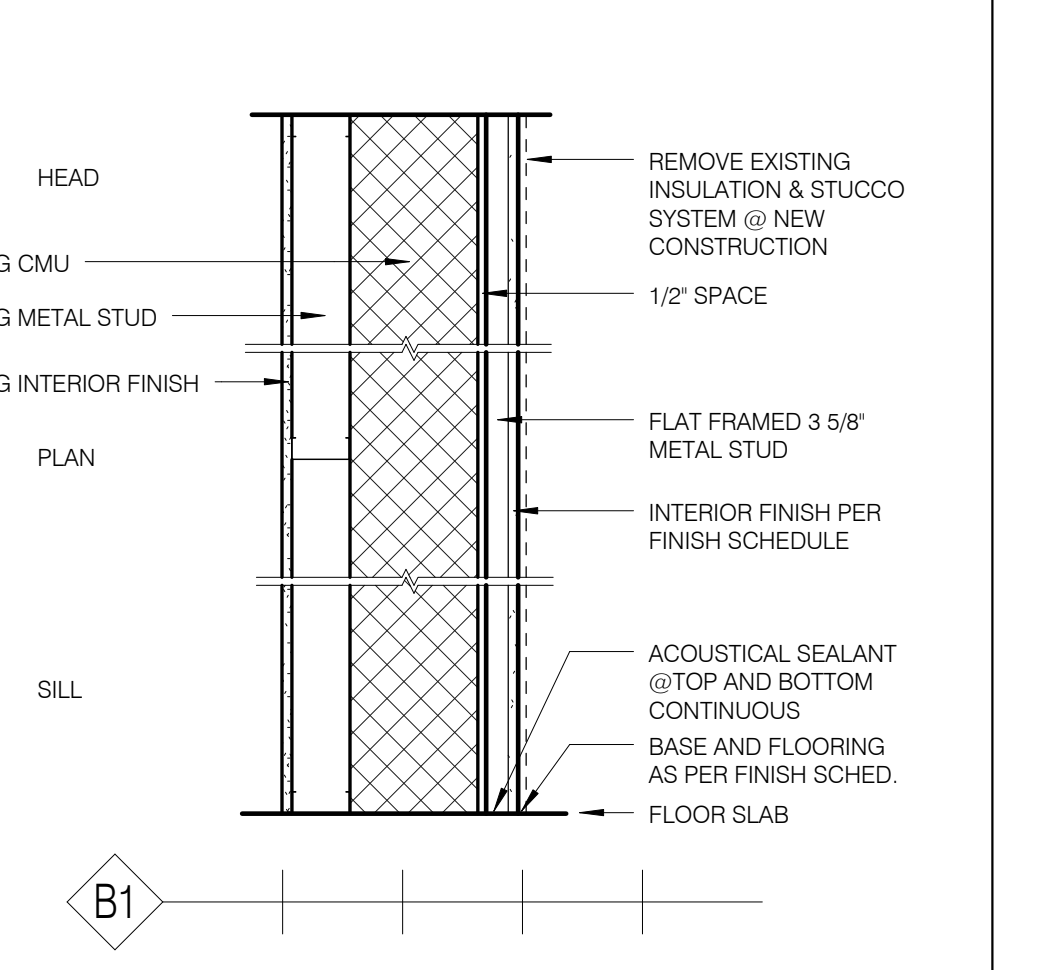 HEAD
G CMU
G METAL STUD
G INTERIOR FINISH
PLAN
SILL
REMOVE EXISTING
INSULATION & STUCCO
SYSTEM @ NEW
CONSTRUCTION
1/2" SPACE
FLAT FRAMED 3 5/8"
METAL STUD
INTERIOR FINISH PER
FINISH SCHEDULE
ACOUSTICAL SEALANT
@TOP AND BOTTOM
CONTINUOUS
BASE AND FLOORING
AS PER FINISH SCHED.
FLOOR SLAB
B1